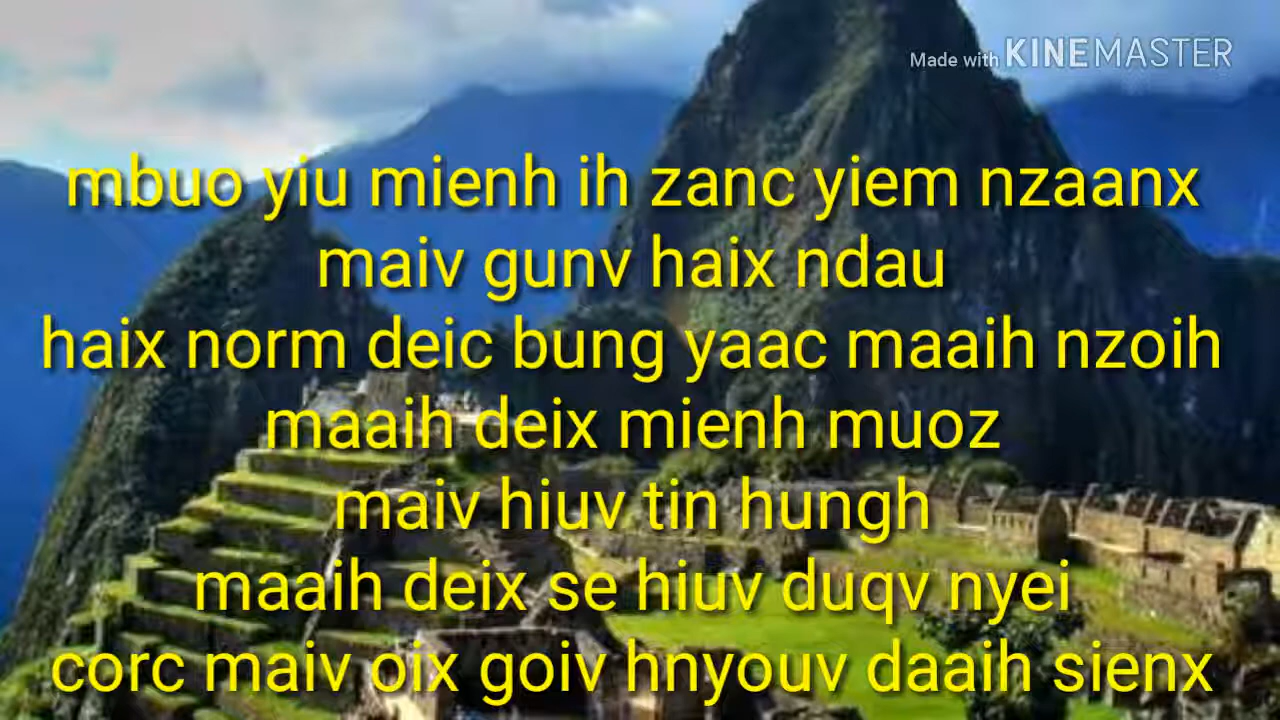 Made with KINEMASTER
mbuo yiu mienh ih zanc yiem nzaanx
maiv gunv haix ndau
haix norm deic bung yaac maaih nzoih
maaih deix mienh muoz
maiv hiuv tin hungh
maaih deix se hiuv duqv nyei
corc maiv oix goiv hnyouv daaih sienx